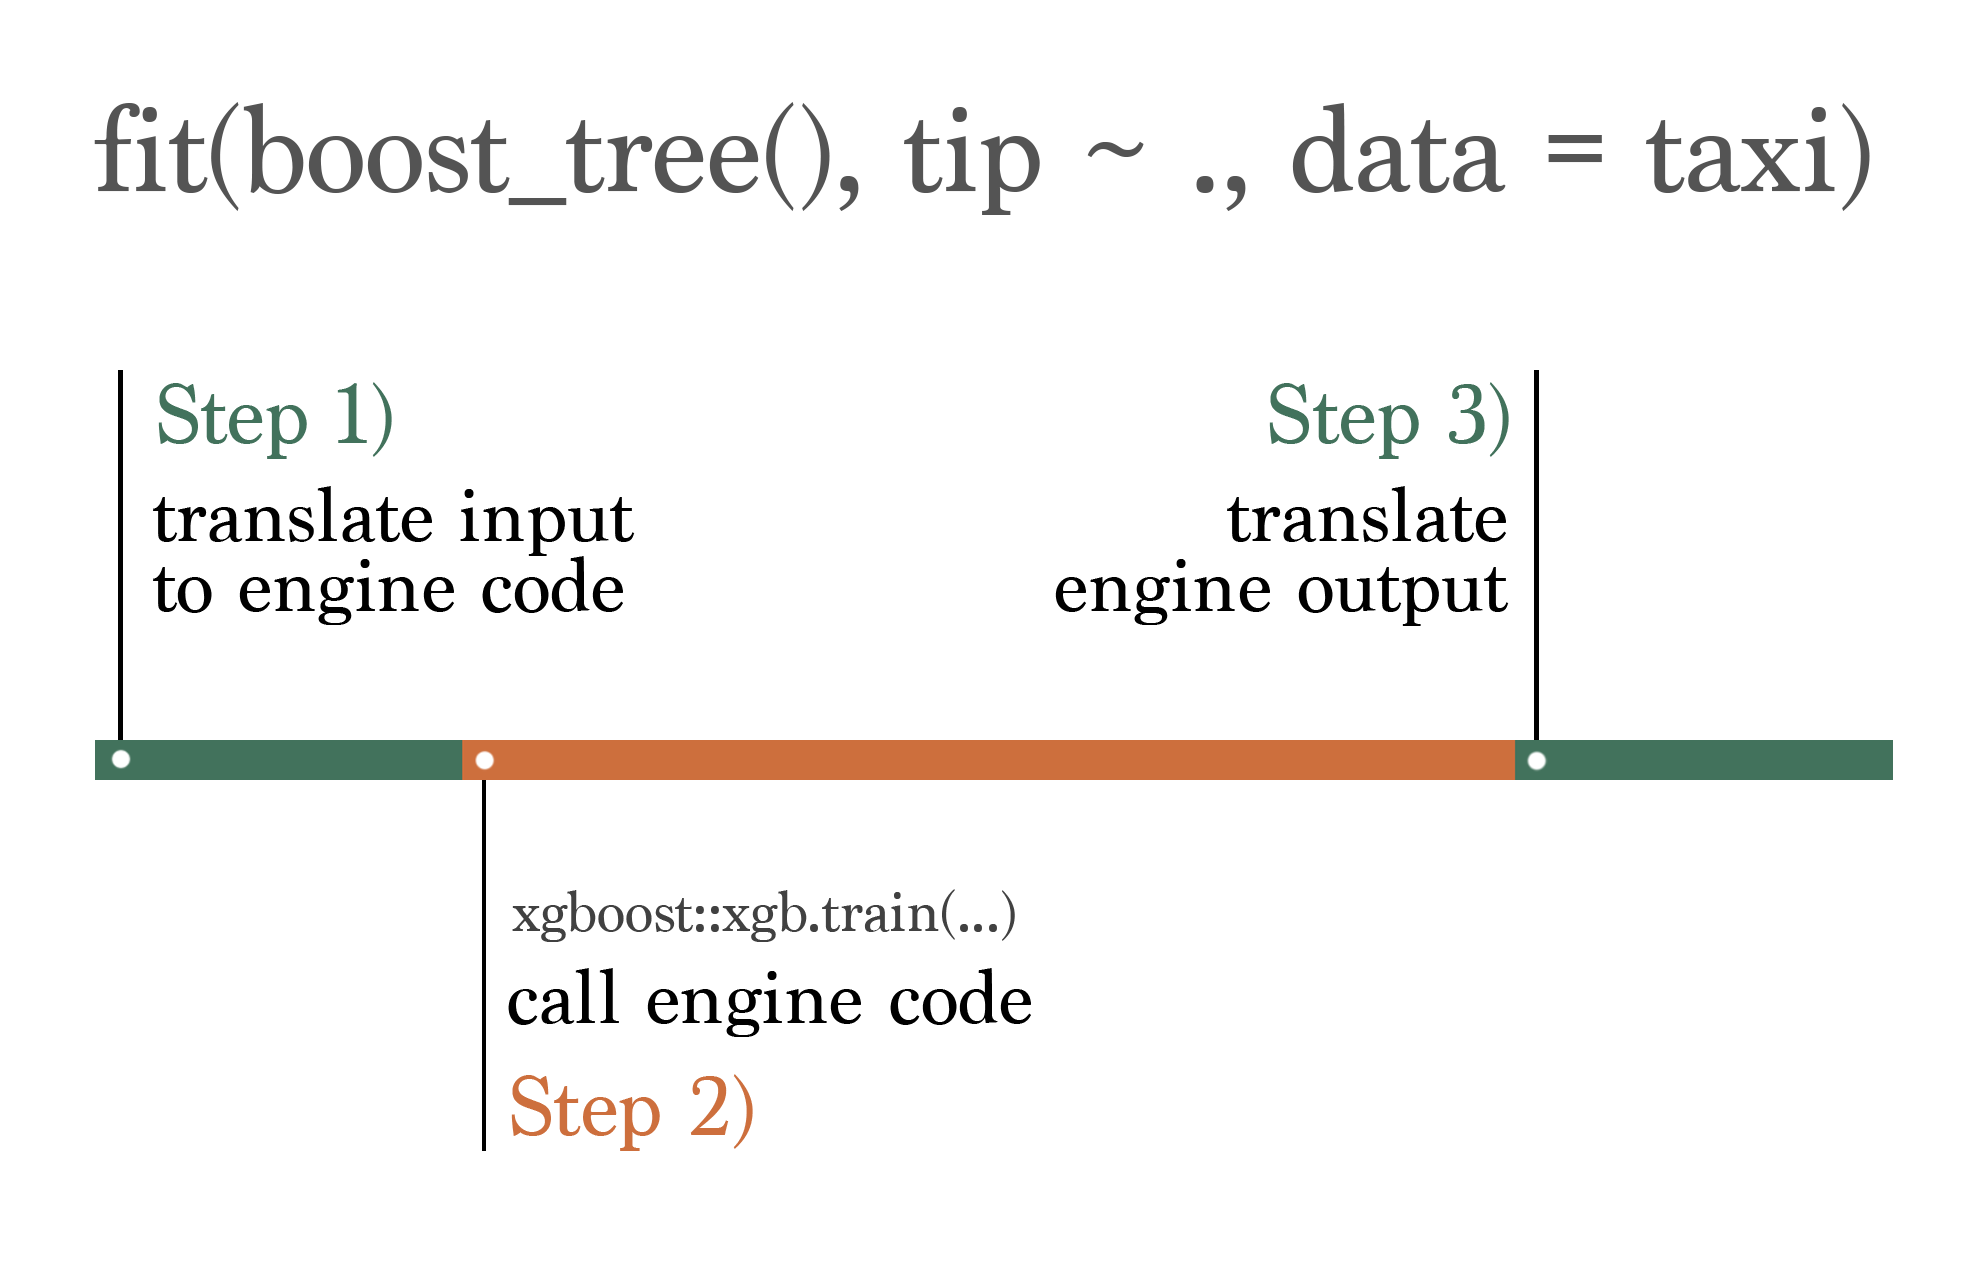 fit(boost_tree(), tip ~ ., data = taxi)
Step 1)
translate input
to engine code
Step 3)
translate
engine output
xgboost::xgb.train(...)
call engine code
Step 2)